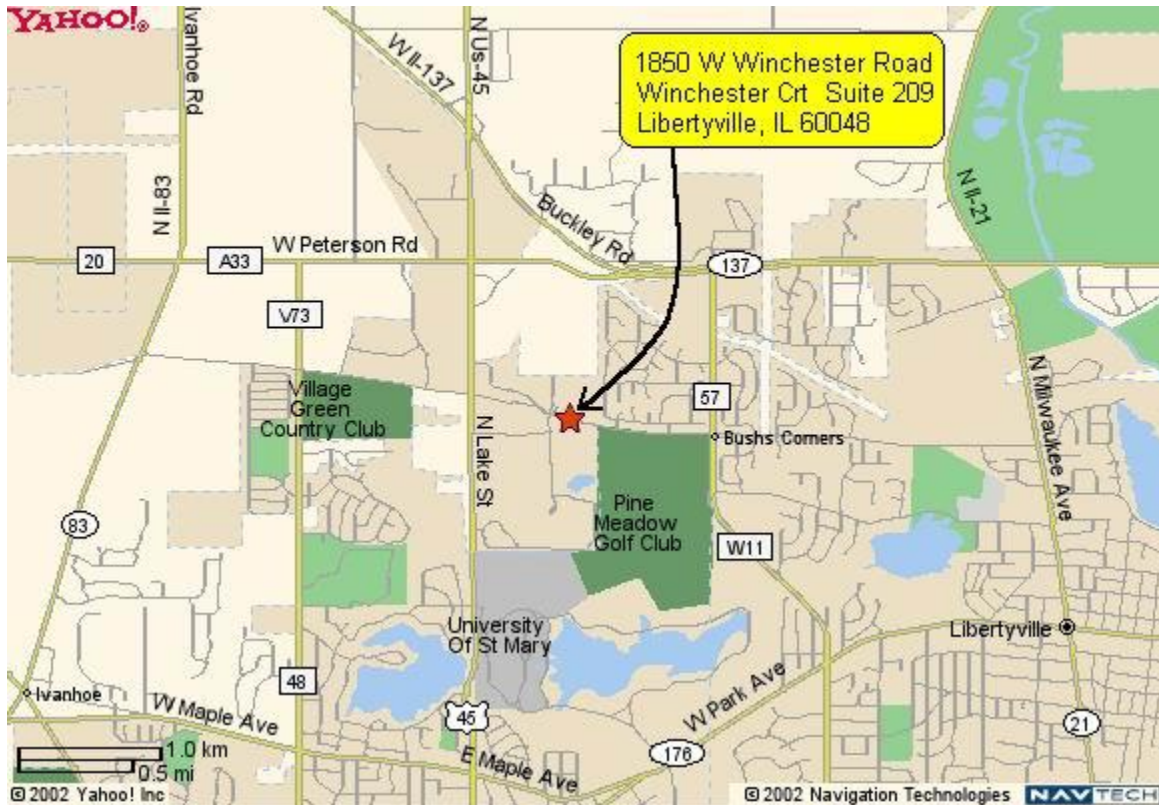 YAHOO!®
Ivanhoe Rd
W Il-137
N Us-45
1850 W Winchester Road
Winchester Crt Suite 209
Libertyville, IL 60048
N Il-83
N Il-21
Buckley Rd
W Peterson Rd
20
A33
137
V73
Village
Green
Country Club
57
N Lake St
Bushs Corners
N Milwaukee Ave
83
Pine
Meadow
Golf Club
W11
University
Of St Mary
Libertyville
48
Ivanhoe
W Maple Ave
45
W Park Ave
21
176
E Maple Ave
1.0 km
0.5 mi
© 2002 Yahoo! Inc
© 2002 Navigation Technologies NAVTECH